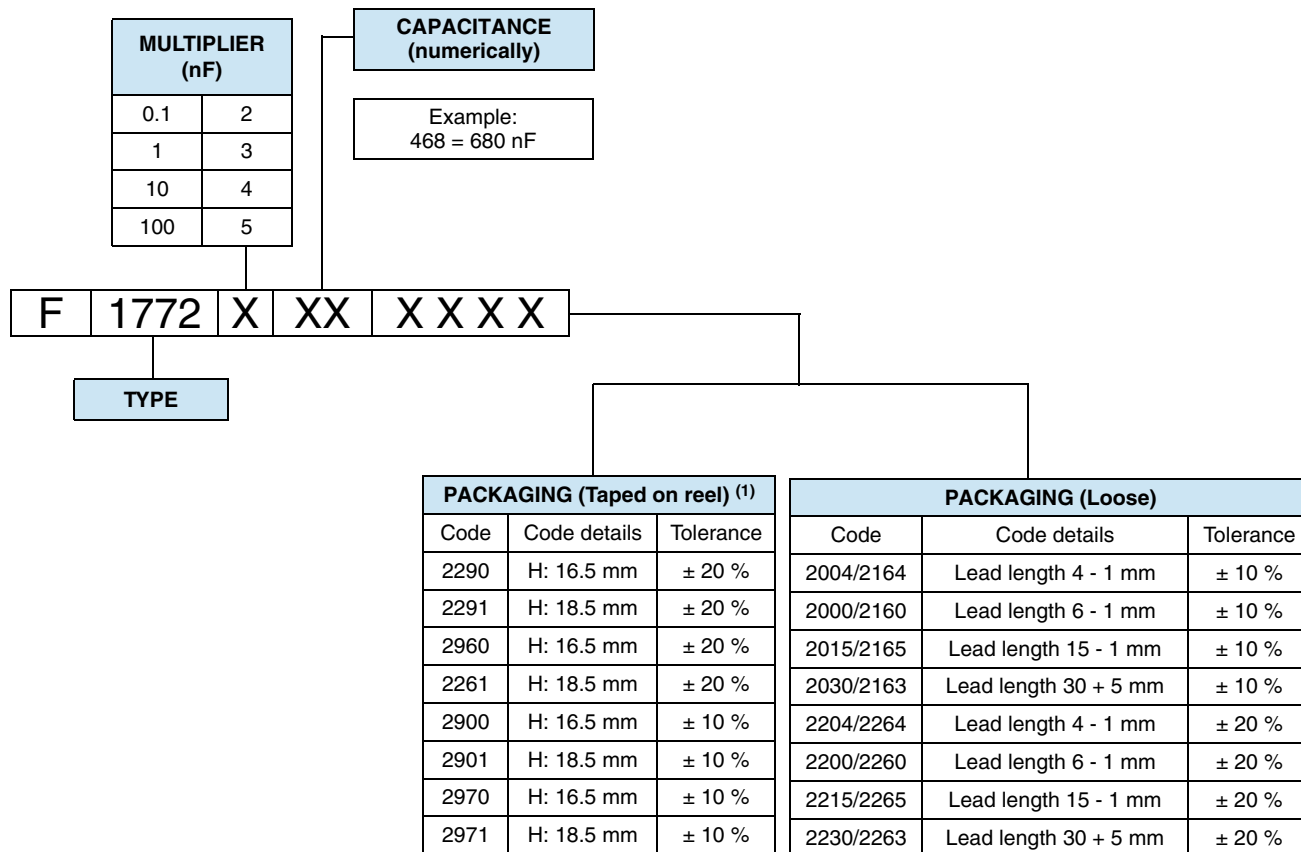 MULTIPLIER
(nF)
0.1 2
1 3
10 4
100 5
CAPACITANCE
(numerically)
Example:
468 = 680 nF
F 1772 X XX X X X X
TYPE
PACKAGING (Taped on reel) (1)
Code Code details Tolerance
2290 H: 16.5 mm ± 20 %
2291 H: 18.5 mm ± 20 %
2960 H: 16.5 mm ± 20 %
2261 H: 18.5 mm ± 20 %
2900 H: 16.5 mm ± 10 %
2901 H: 18.5 mm ± 10 %
2970 H: 16.5 mm ± 10 %
2971 H: 18.5 mm ± 10 %
PACKAGING (Loose)
Code Code details Tolerance
2004/2164 Lead length 4 - 1 mm ± 10 %
2000/2160 Lead length 6 - 1 mm ± 10 %
2015/2165 Lead length 15 - 1 mm ± 10 %
2030/2163 Lead length 30 + 5 mm ± 10 %
2204/2264 Lead length 4 - 1 mm ± 20 %
2200/2260 Lead length 6 - 1 mm ± 20 %
2215/2265 Lead length 15 - 1 mm ± 20 %
2230/2263 Lead length 30 + 5 mm ± 20 %